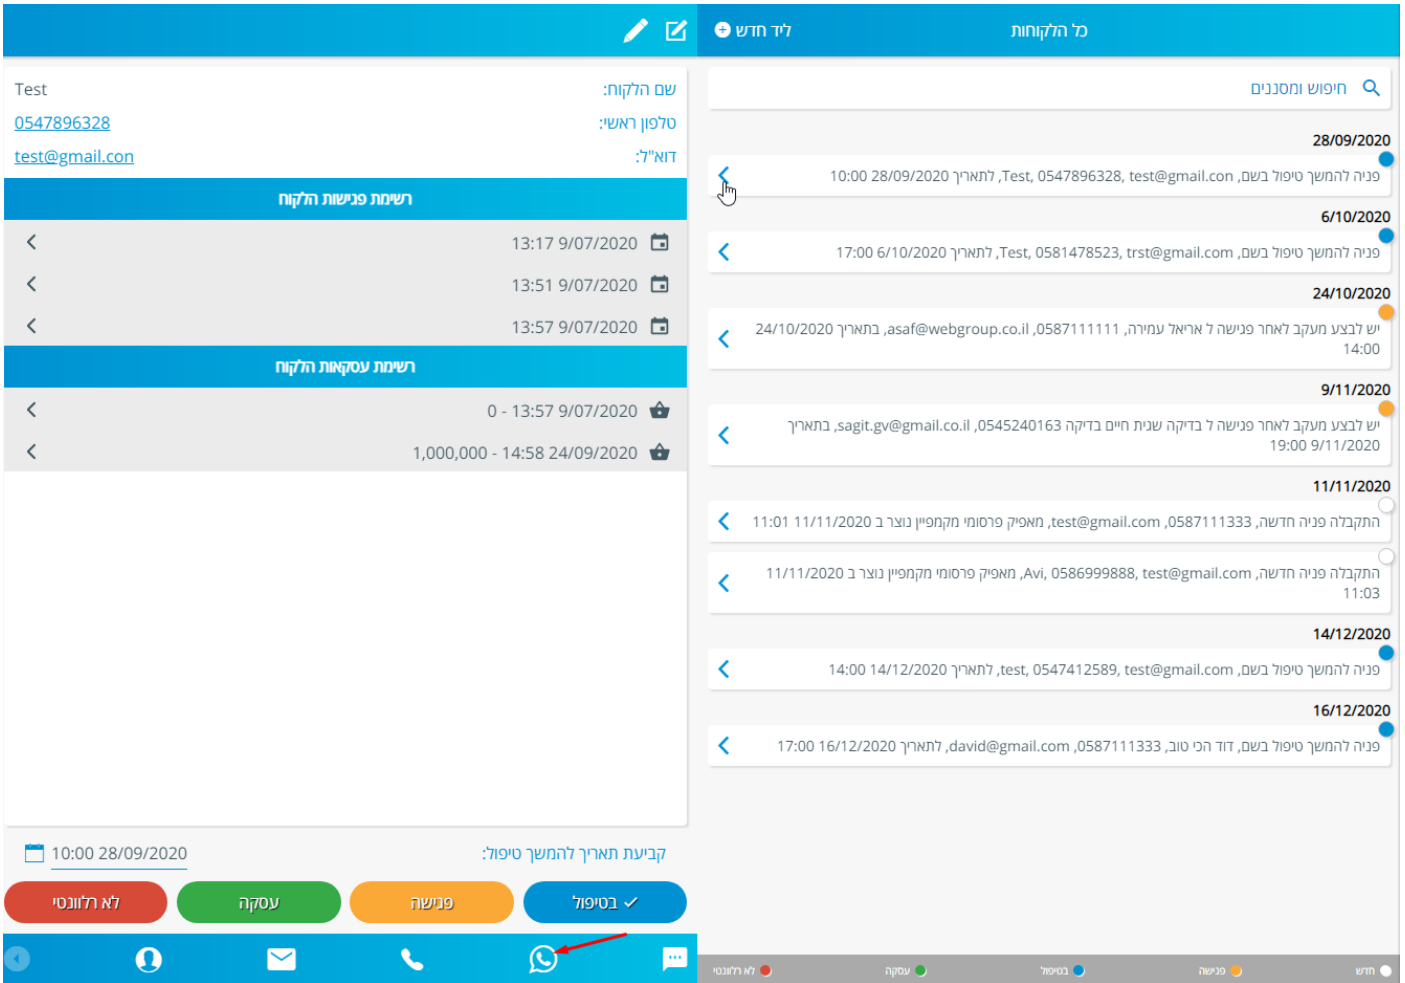 כל הלקוחות
ליד חדש
חיפוש ומסננים
28/09/2020
פניה להמשך טיפול בשם, Test, 0547896328, test@gmail.con, לתאריך 28/09/2020 10:00
6/10/2020
פניה להמשך טיפול בשם, Test, 0581478523, trst@gmail.com, לתאריך 6/10/2020 17:00
24/10/2020
יש לבצע מעקב לאחר פגישה ל אריאל עמירה, 0587111111, asaf@webgroup.co.il, בתאריך 24/10/2020
14:00
9/11/2020
יש לבצע מעקב לאחר פגישה ל בדיקה שגית חיים בדיקה 0545240163, sagit.gv@gmail.co.il, בתאריך
9/11/2020 19:00
11/11/2020
התקבלה פניה חדשה, 0587111333, test@gmail.com, מאפיק פרסומי מקמפיין נוצר ב 11/11/2020 11:01
התקבלה פניה חדשה, Avi, 0586999888, test@gmail.com, מאפיק פרסומי מקמפיין נוצר ב 11/11/2020
11:03
14/12/2020
פניה להמשך טיפול בשם, test, 0547412589, test@gmail.com, לתאריך 14/12/2020 14:00
16/12/2020
פניה להמשך טיפול בשם, דוד הכי טוב, 0587111333, david@gmail.com, לתאריך 16/12/2020 17:00
חדש פגישה בטיפול עסקה לא רלוונטי
שם הלקוח: Test
טלפון ראשי: 0547896328
דוא"ל: test@gmail.con
רשימת פגישות הלקוח
9/07/2020 13:17
9/07/2020 13:51
9/07/2020 13:57
רשימת עסקאות הלקוח
9/07/2020 13:57 - 0
24/09/2020 14:58 - 1,000,000
קביעת תאריך להמשך טיפול: 28/09/2020 10:00
בטיפול פגישה עסקה לא רלוונטי